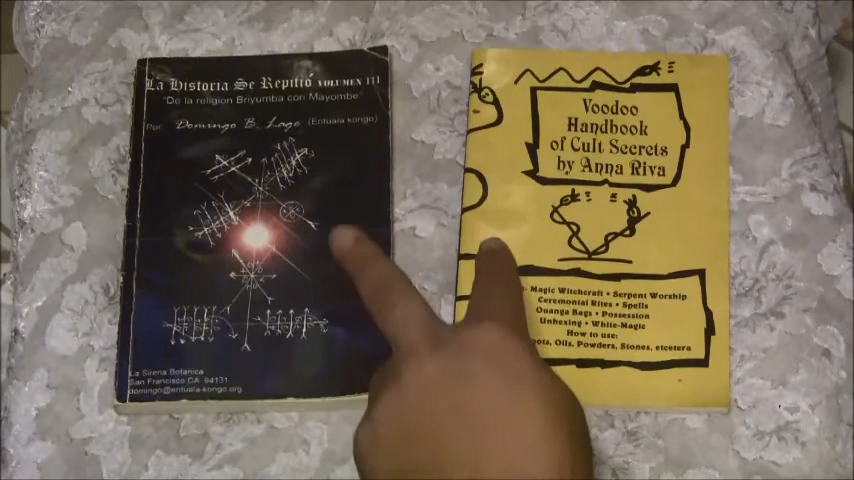 La Historia Se Repitió VOLUMEN III
"De la religion Briyumba con Mayombe"
Por: Domingo B. Lage (Entuala kongo)
La Sirena Botanica
San Francisco CA 94131
domingo@entuala-kongo.org
Voodoo
Handbook
of Cult Secrets
by Anna Riva
Magic Witchcraft • Serpent Worship
Ceremonial Rites • Spells
Ouanga Bags • Possession
Unhexing • White-Magic
How to use:
Oils, Powders, Stones, etcetera